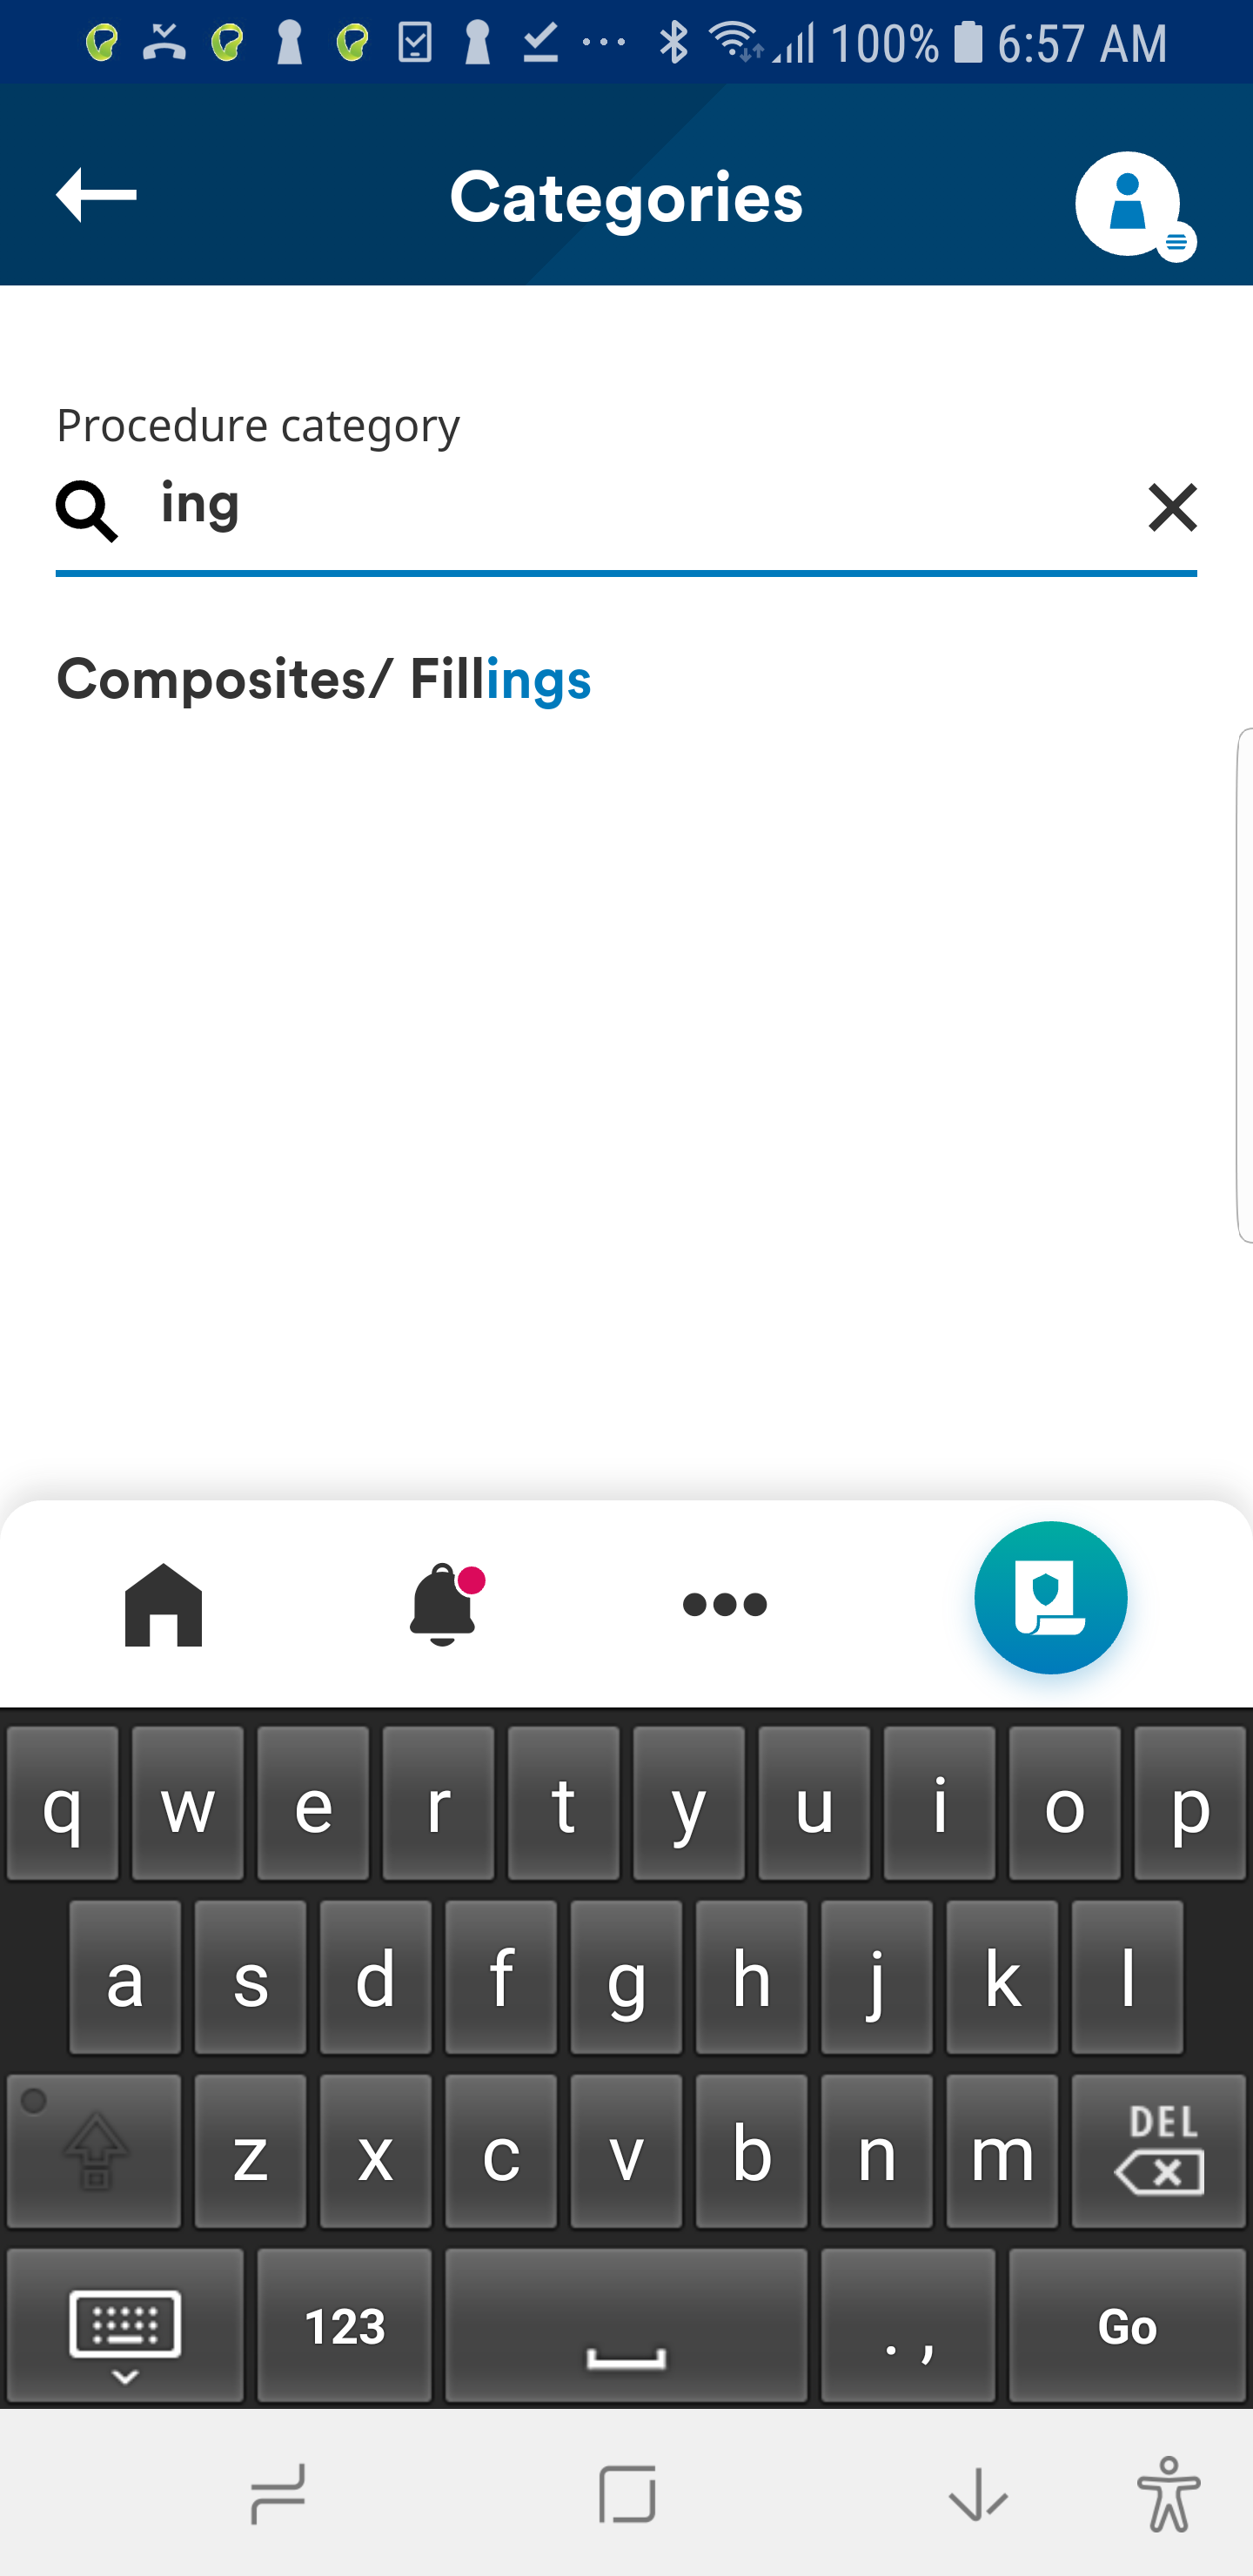 100% 6:57 AM
Categories
Procedure category
ing
Composites/ Fillings
q w e r t y u i o p
a s d f g h j k l
z x c v b n m DEL
123 . , Go